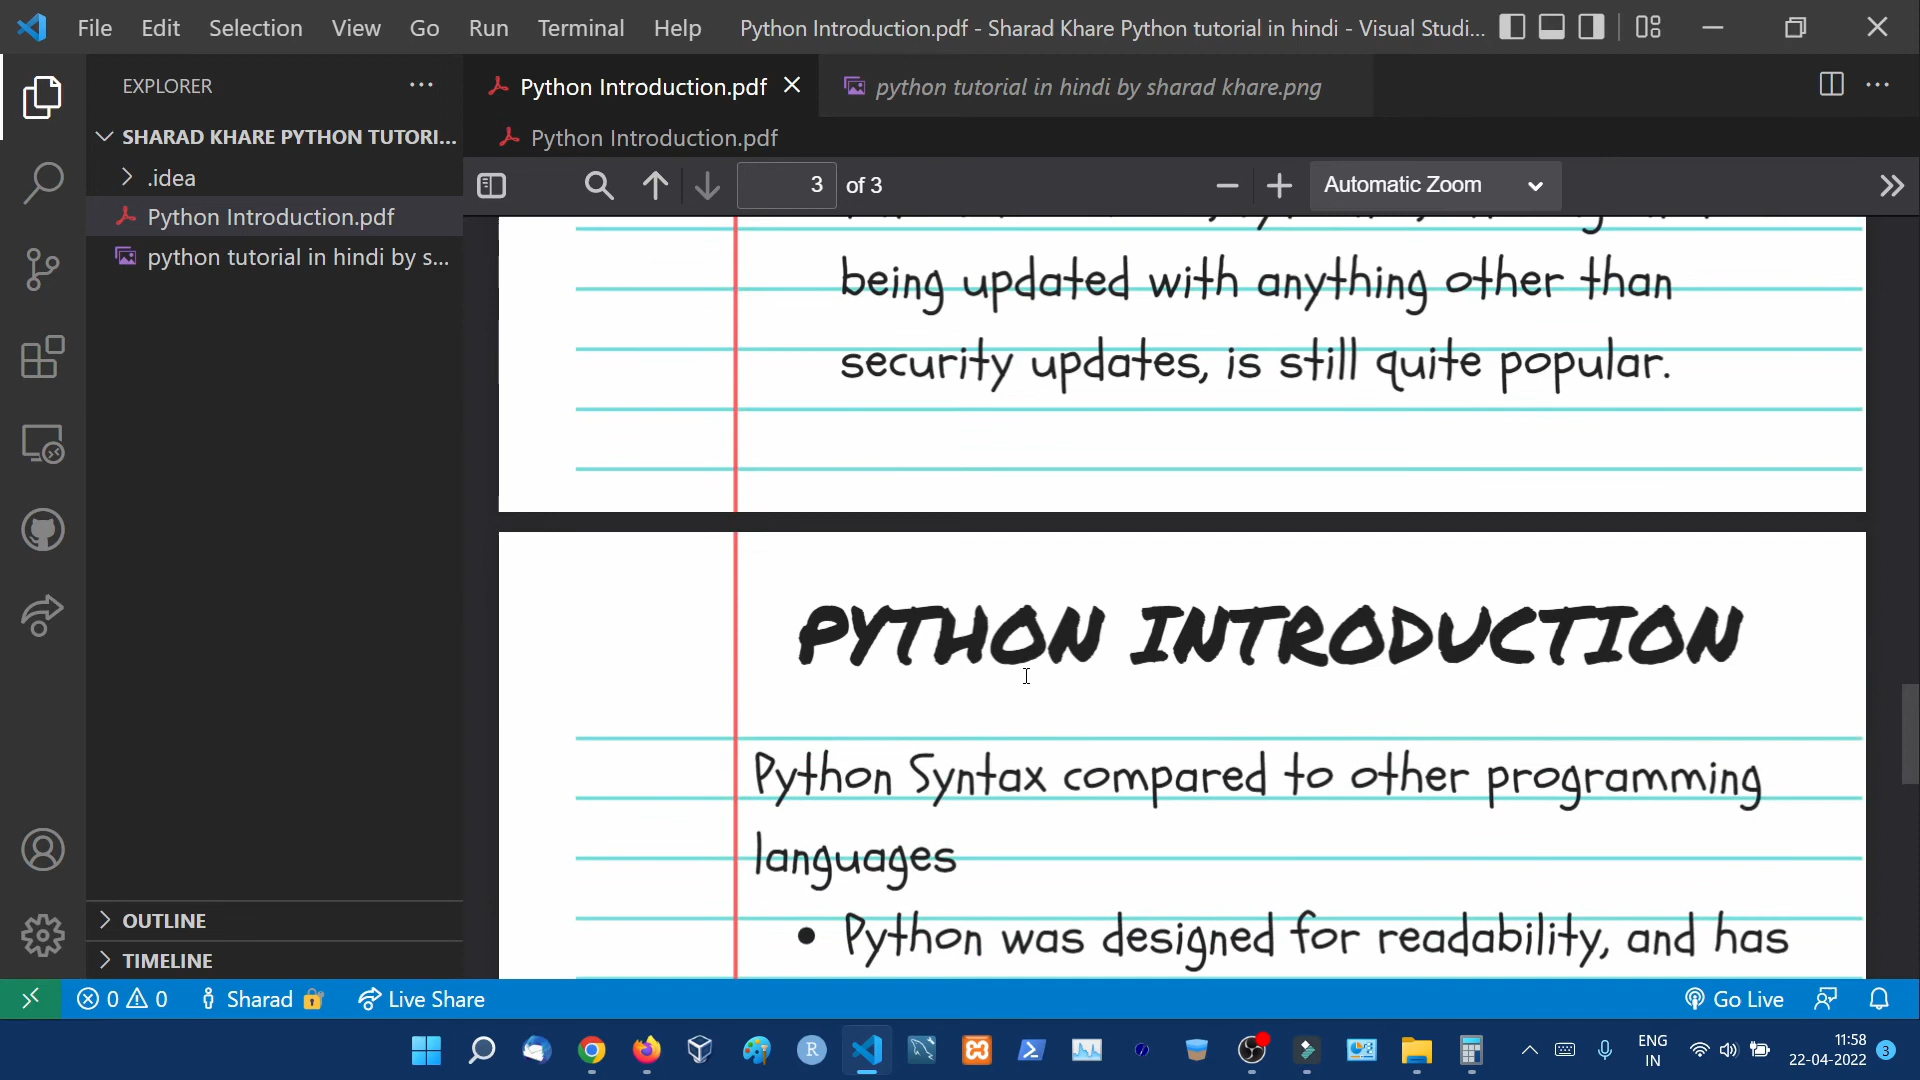 File Edit Selection View Go Run Terminal Help
Python Introduction.pdf - Sharad Khare Python tutorial in hindi - Visual Studi...
EXPLORER
Python Introduction.pdf
python tutorial in hindi by sharad khare.png
SHARAD KHARE PYTHON TUTORI...
Python Introduction.pdf
.idea
3 of 3
Automatic Zoom
Python Introduction.pdf
python tutorial in hindi by s...
being updated with anything other than
security updates, is still quite popular.
PYTHON INTRODUCTION
Python Syntax compared to other programming
languages
• Python was designed for readability, and has
OUTLINE
TIMELINE
0 0 Sharad Live Share
Go Live
R
ENG
IN
11:58
22-04-2022
3